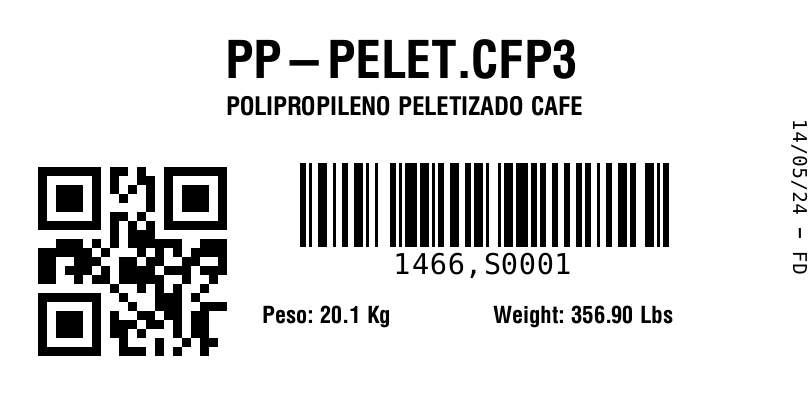 PP-PELET.CFP3
POLIPROPILENO PELETIZADO CAFE
1466,S0001
Peso: 20.1 Kg
Weight: 356.90 Lbs
14/05/24 - FD